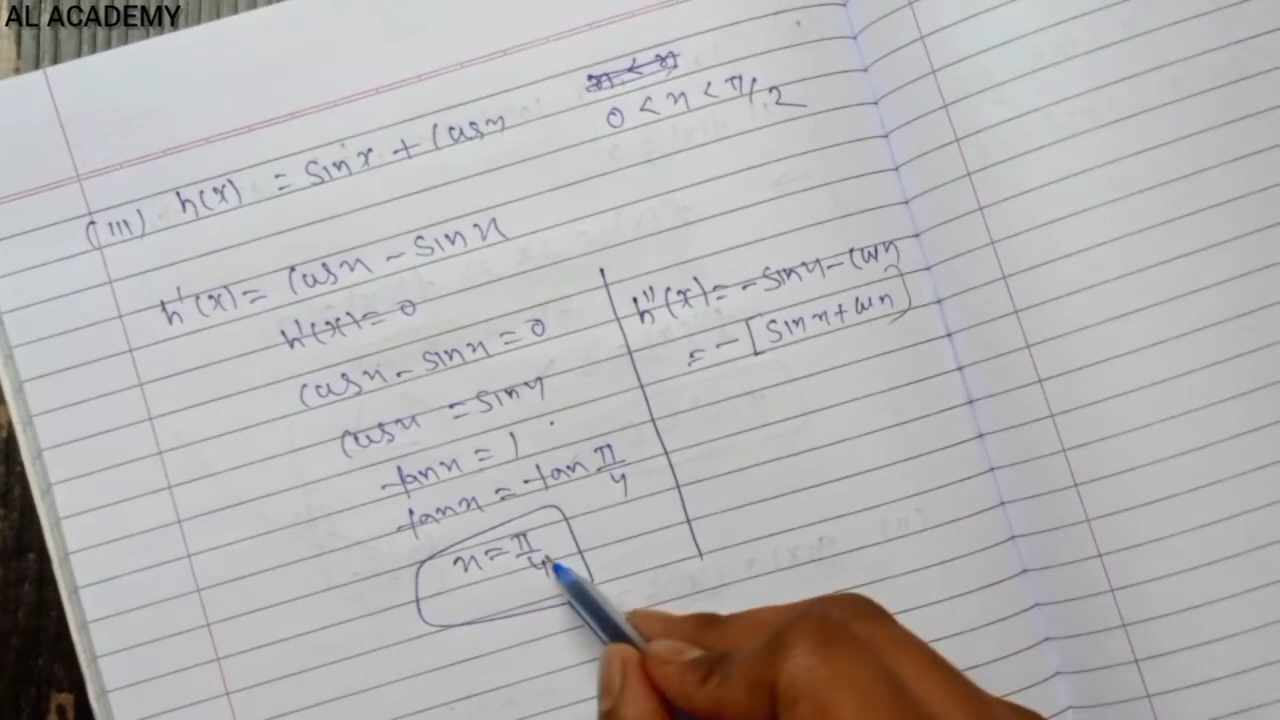 AL ACADEMY
(III) h(x) = sinx + cosx 0 < x < π/2
h'(x) = cosx - sinx
h'(x) = 0
cosx - sinx = 0
cosx = sinx
tanx = 1
tanx = tan π/4
x = π/4
h''(x) = - sinx - cosx
= - [sinx + cosx]